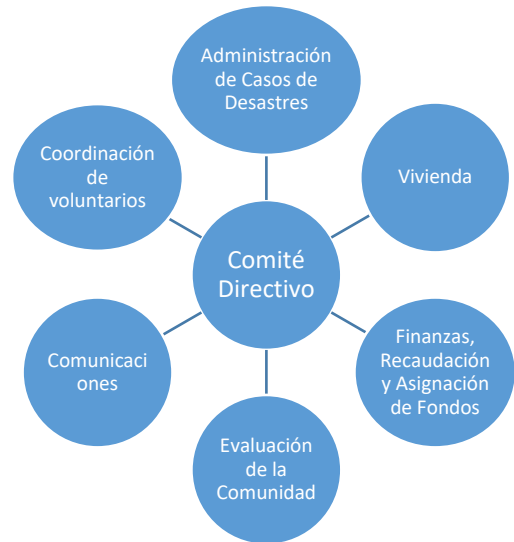 Administración
de Casos de
Desastres
Coordinación
de
voluntarios
Vivienda
Comité
Directivo
Comunicaci
ones
Finanzas,
Recaudación
y Asignación
de Fondos
Evaluación
de la
Comunidad